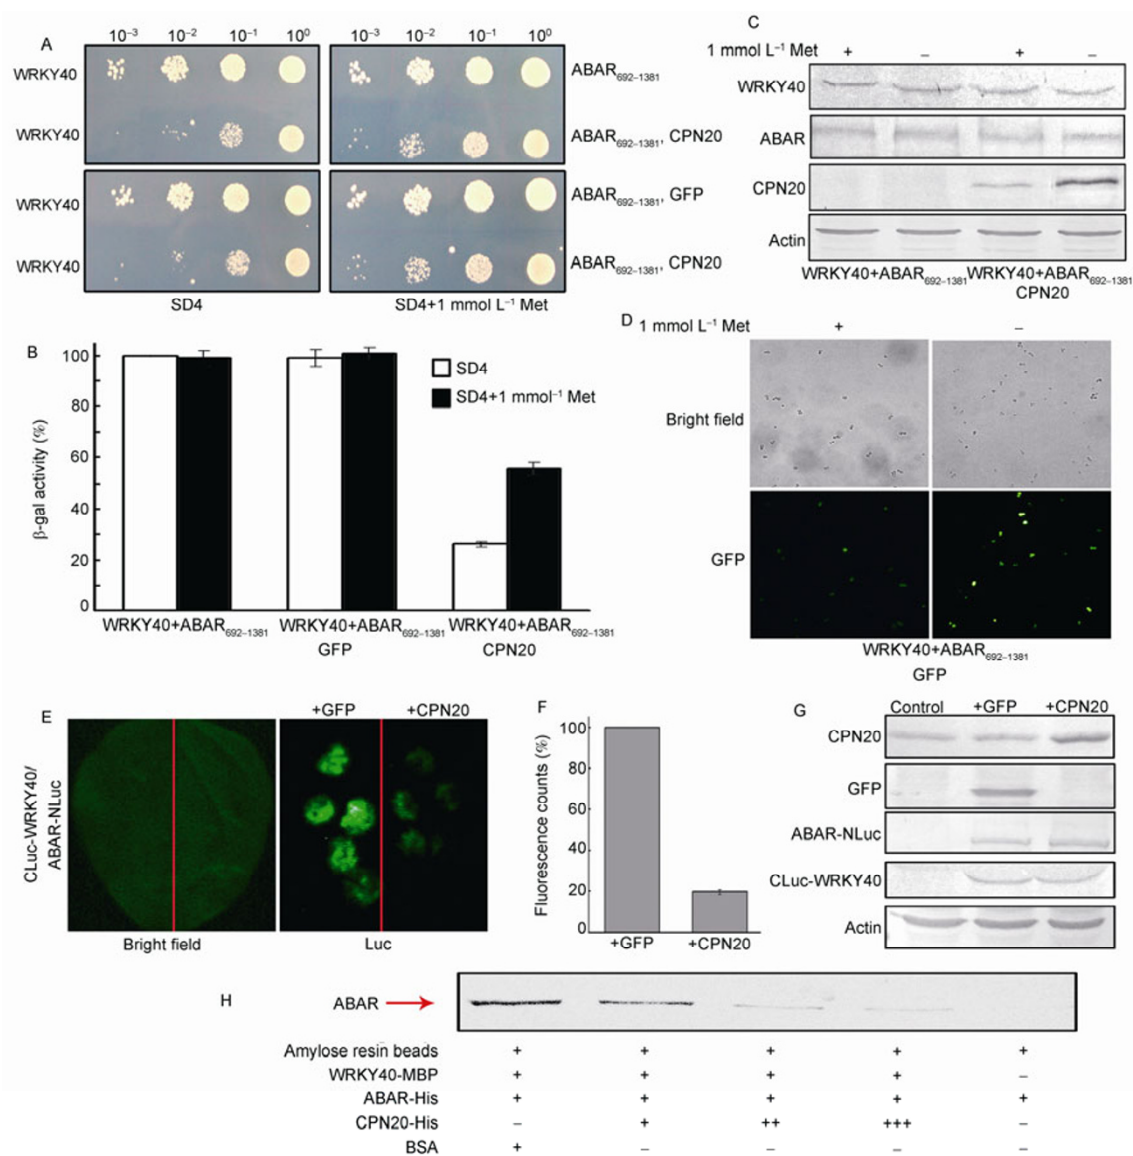 A
10⁻³ 10⁻² 10⁻¹ 10⁰ 10⁻³ 10⁻² 10⁻¹ 10⁰
WRKY40 ABAR₆₉₂₋₁₃₈₁
WRKY40 ABAR₆₉₂₋₁₃₈₁, CPN20
WRKY40 ABAR₆₉₂₋₁₃₈₁, GFP
WRKY40 ABAR₆₉₂₋₁₃₈₁, CPN20
SD4 SD4+1 mmol L⁻¹ Met
B
β-gal activity (%)
100
80
60
40
20
0
SD4
SD4+1 mmol⁻¹ Met
WRKY40+ABAR₆₉₂₋₁₃₈₁ WRKY40+ABAR₆₉₂₋₁₃₈₁ WRKY40+ABAR₆₉₂₋₁₃₈₁
GFP CPN20
C
1 mmol L⁻¹ Met + – + –
WRKY40
ABAR
CPN20
Actin
WRKY40+ABAR₆₉₂₋₁₃₈₁ WRKY40+ABAR₆₉₂₋₁₃₈₁
CPN20
D
1 mmol L⁻¹ Met + –
Bright field
GFP
WRKY40+ABAR₆₉₂₋₁₃₈₁
GFP
E
+GFP +CPN20
CLuc-WRKY40/
ABAR-NLuc
Bright field Luc
F
Fluorescence counts (%)
100
80
60
40
20
0
+GFP +CPN20
G
Control +GFP +CPN20
CPN20
GFP
ABAR-NLuc
CLuc-WRKY40
Actin
H
ABAR
Amylose resin beads + + + + +
WRKY40-MBP + + + + –
ABAR-His + + + + +
CPN20-His – + ++ +++ –
BSA + – – – –